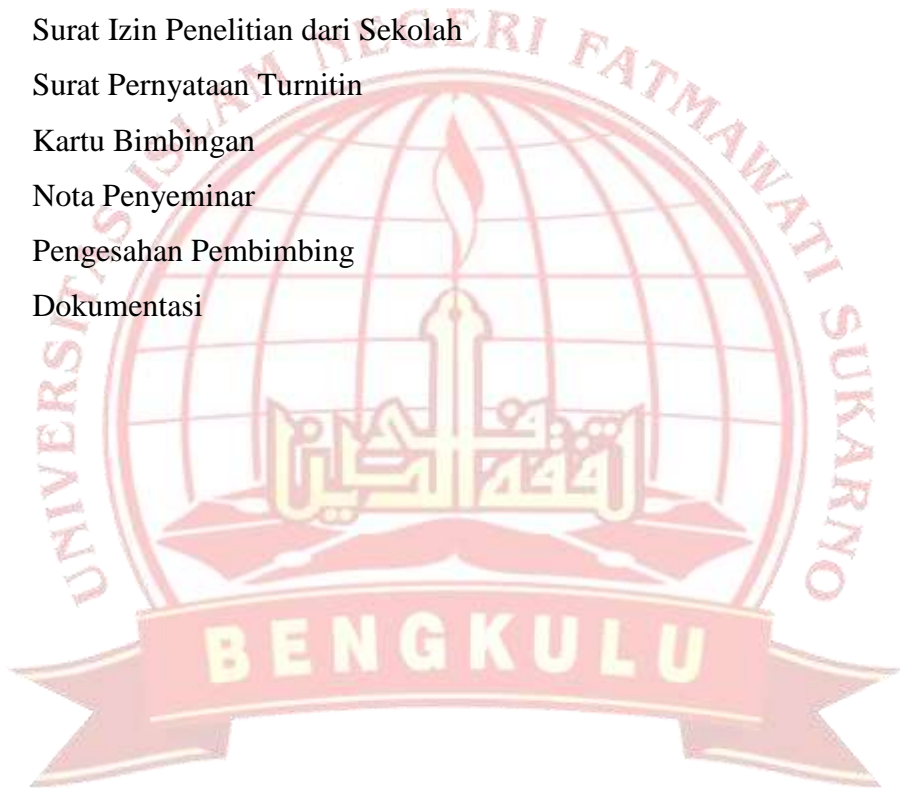 Surat Izin Penelitian dari Sekolah
Surat Pernyataan Turnitin
Kartu Bimbingan
Nota Penyeminar
Pengesahan Pembimbing
Dokumentasi
UNIVERSITAS ISLAM NEGERI FATMAWATI SUKARNO
BENGKULU